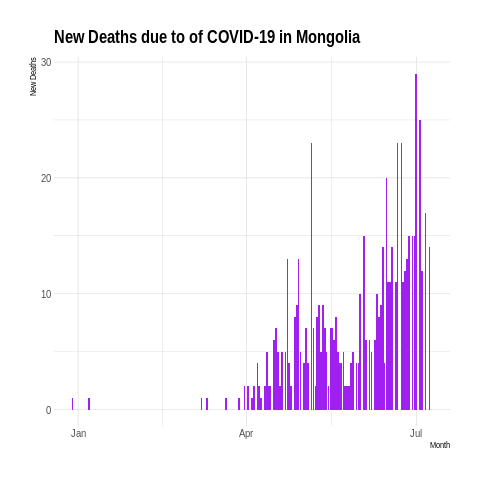 New Deaths due to of COVID-19 in Mongolia
New Deaths
30
20
10
0
Jan
Apr
Jul
Month